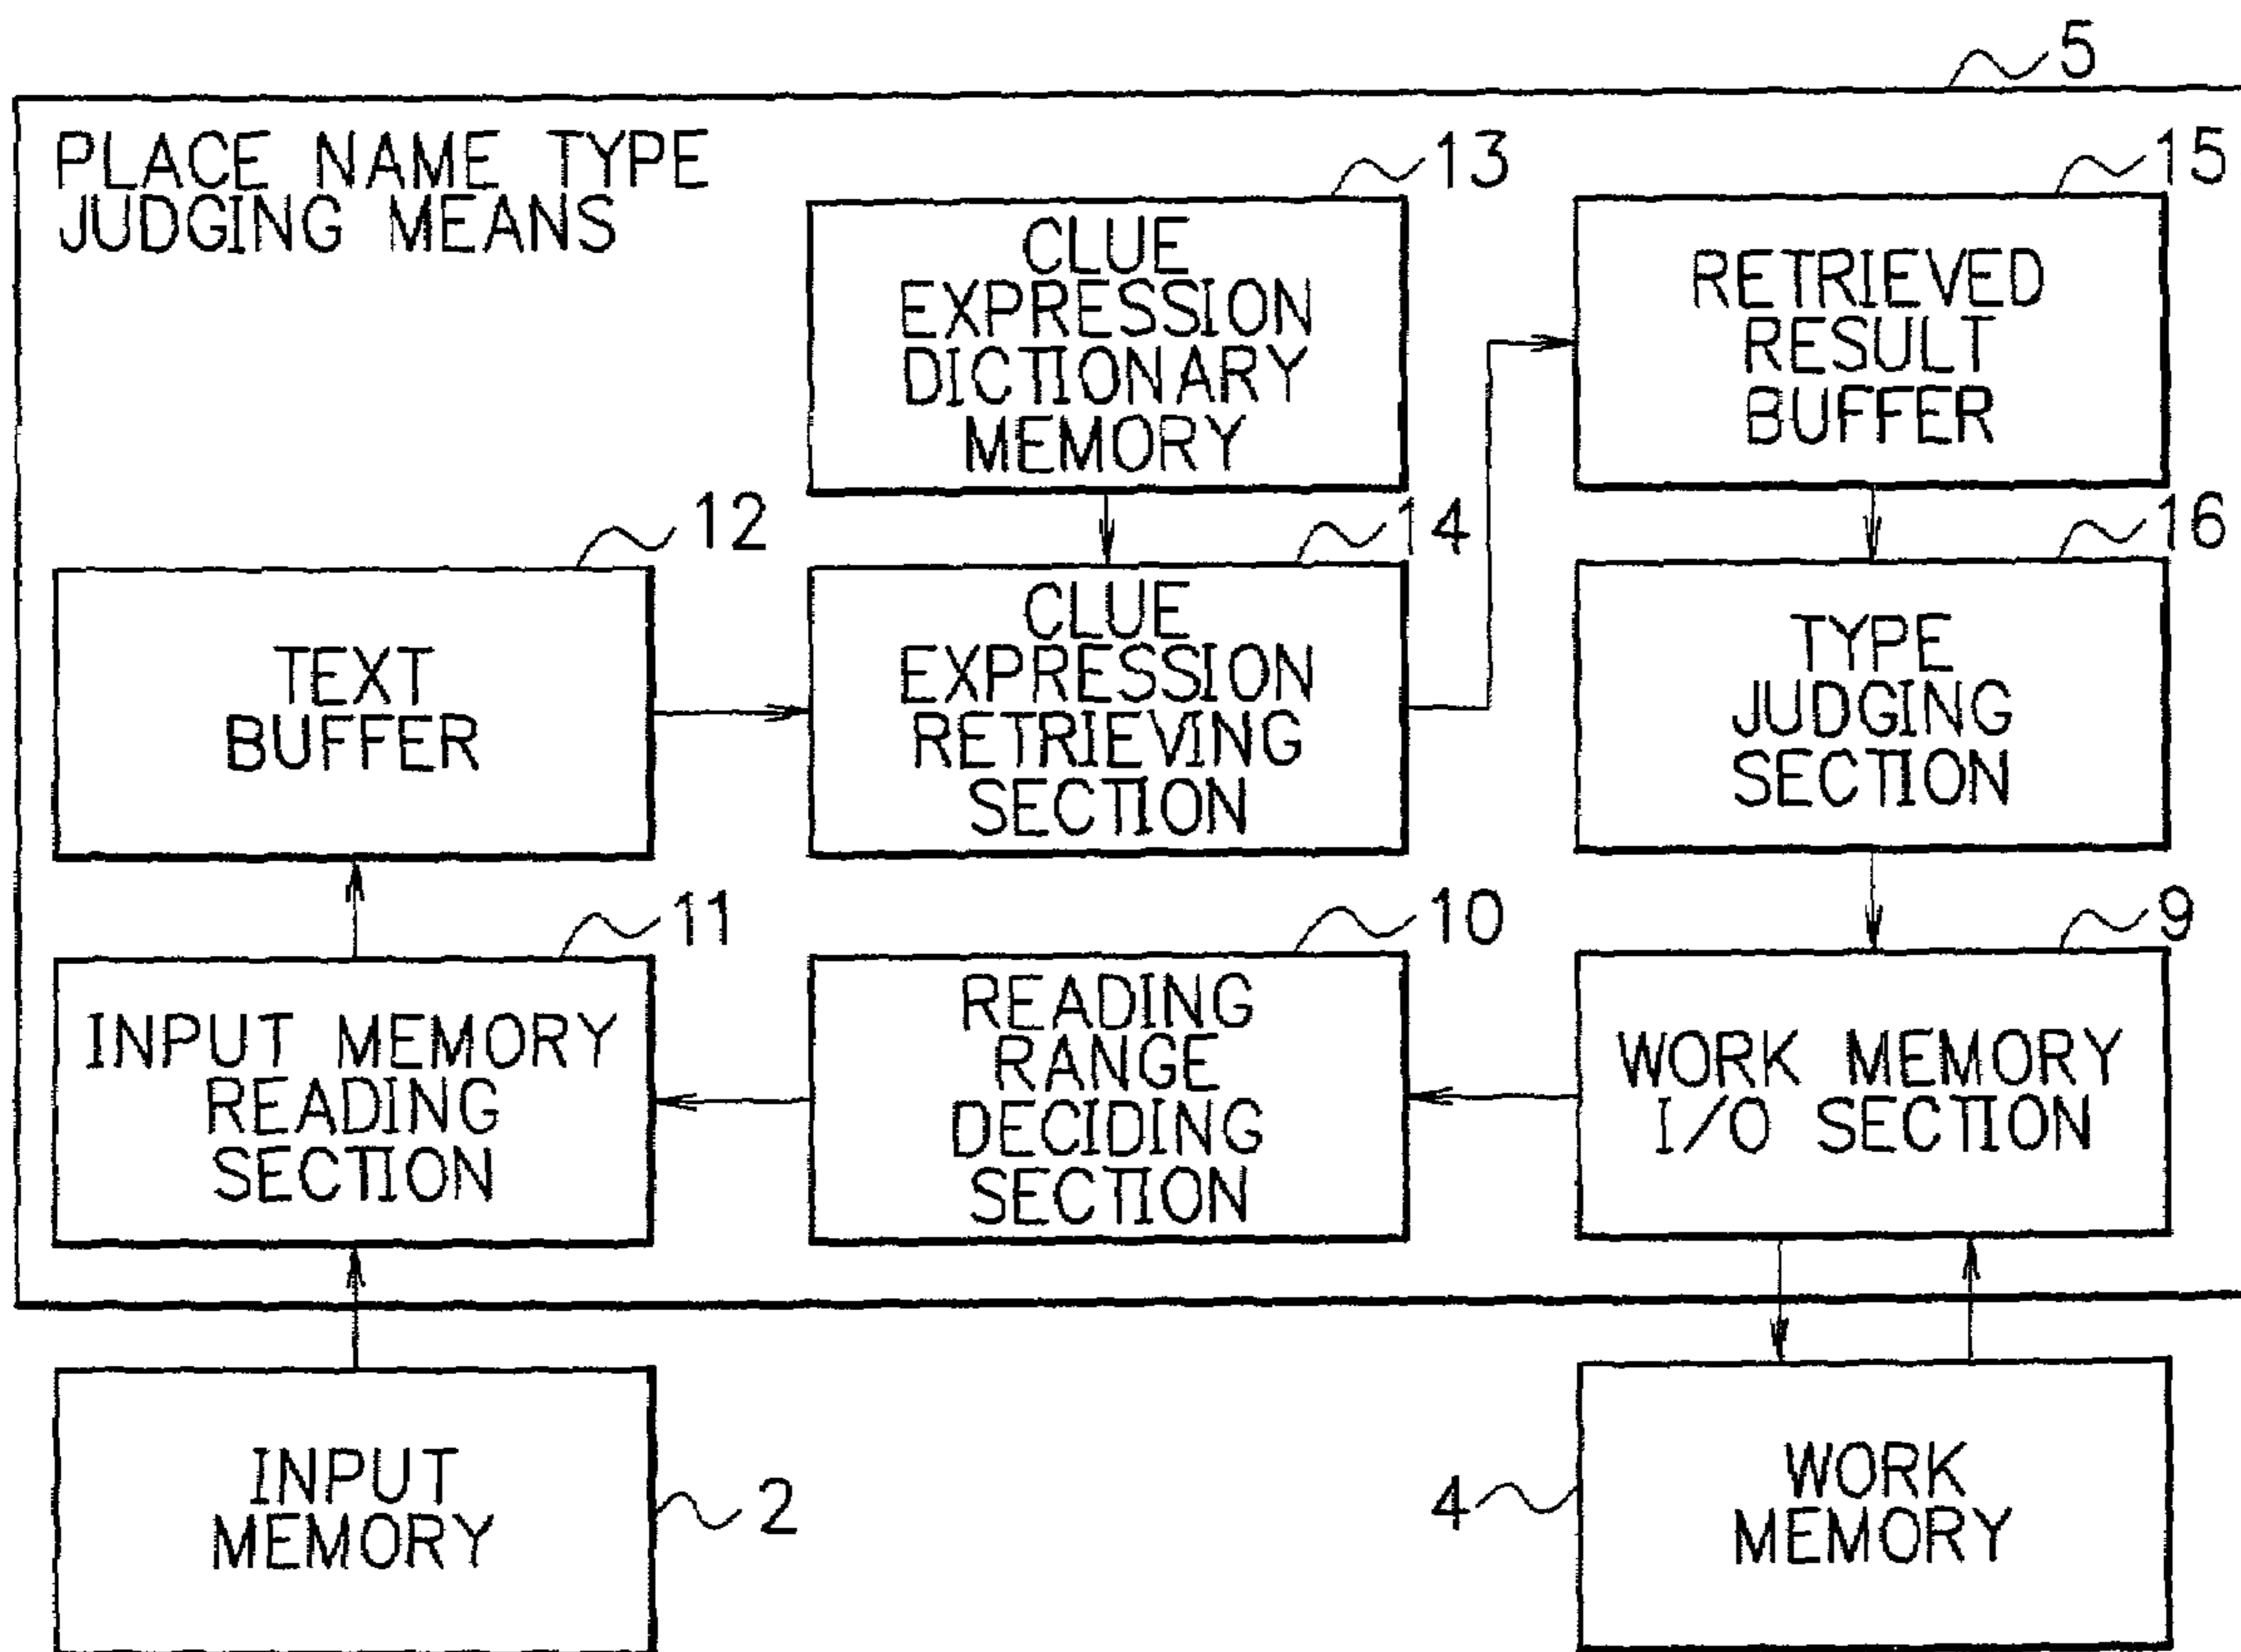 5
PLACE NAME TYPE
JUDGING MEANS
13
CLUE
EXPRESSION
DICTIONARY
MEMORY
15
RETRIEVED
RESULT
BUFFER
12
TEXT
BUFFER
14
CLUE
EXPRESSION
RETRIEVING
SECTION
16
TYPE
JUDGING
SECTION
11
INPUT MEMORY
READING
SECTION
10
READING
RANGE
DECIDING
SECTION
9
WORK MEMORY
I/O SECTION
INPUT
MEMORY
2
4
WORK
MEMORY